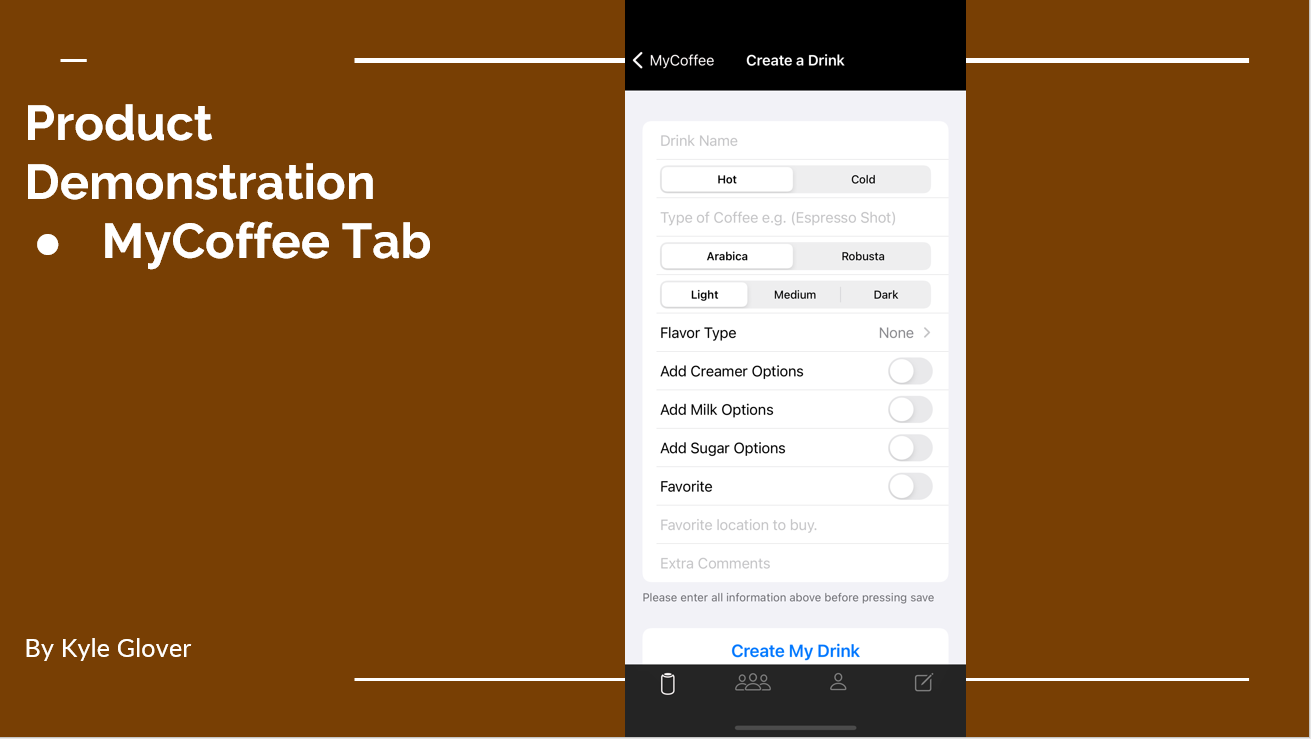 Product
Demonstration
● MyCoffee Tab
By Kyle Glover
MyCoffee Create a Drink
Drink Name
Hot Cold
Type of Coffee e.g. (Espresso Shot)
Arabica Robusta
Light Medium Dark
Flavor Type None
Add Creamer Options
Add Milk Options
Add Sugar Options
Favorite
Favorite location to buy.
Extra Comments
Please enter all information above before pressing save
Create My Drink